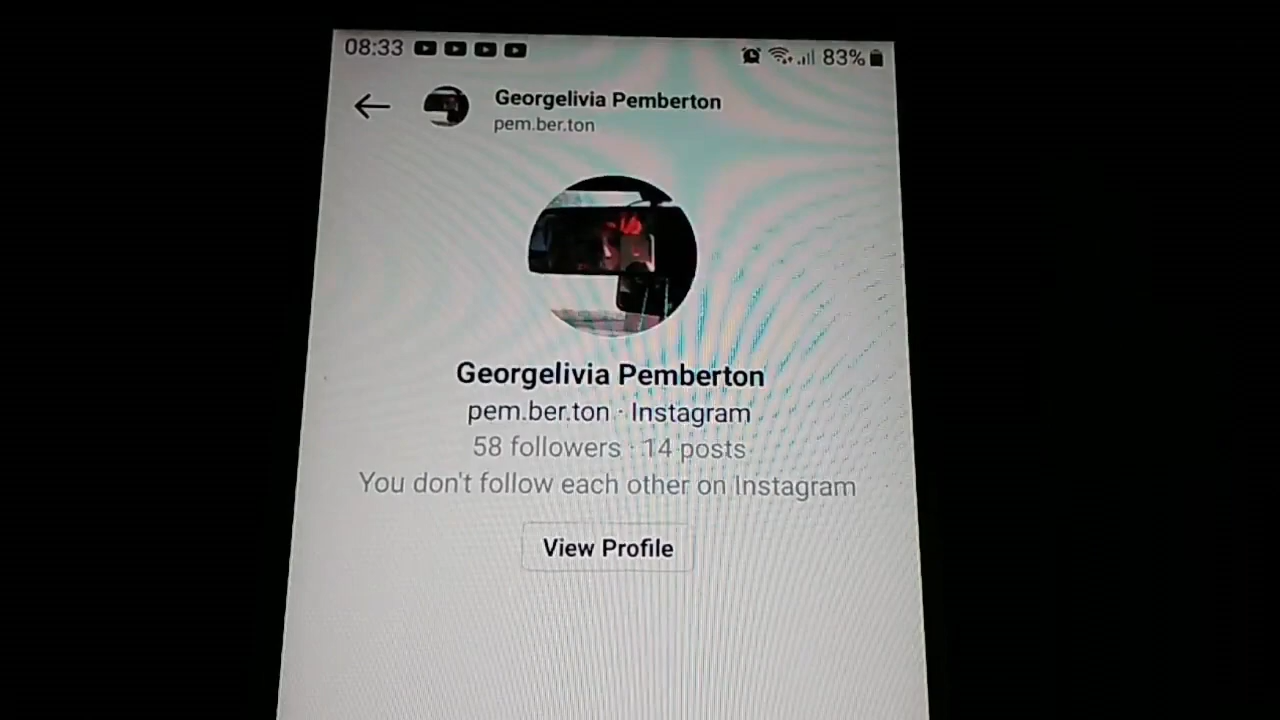 08:33 83%
Georgelivia Pemberton
pem.ber.ton
Georgelivia Pemberton
pem.ber.ton · Instagram
58 followers · 14 posts
You don't follow each other on Instagram
View Profile